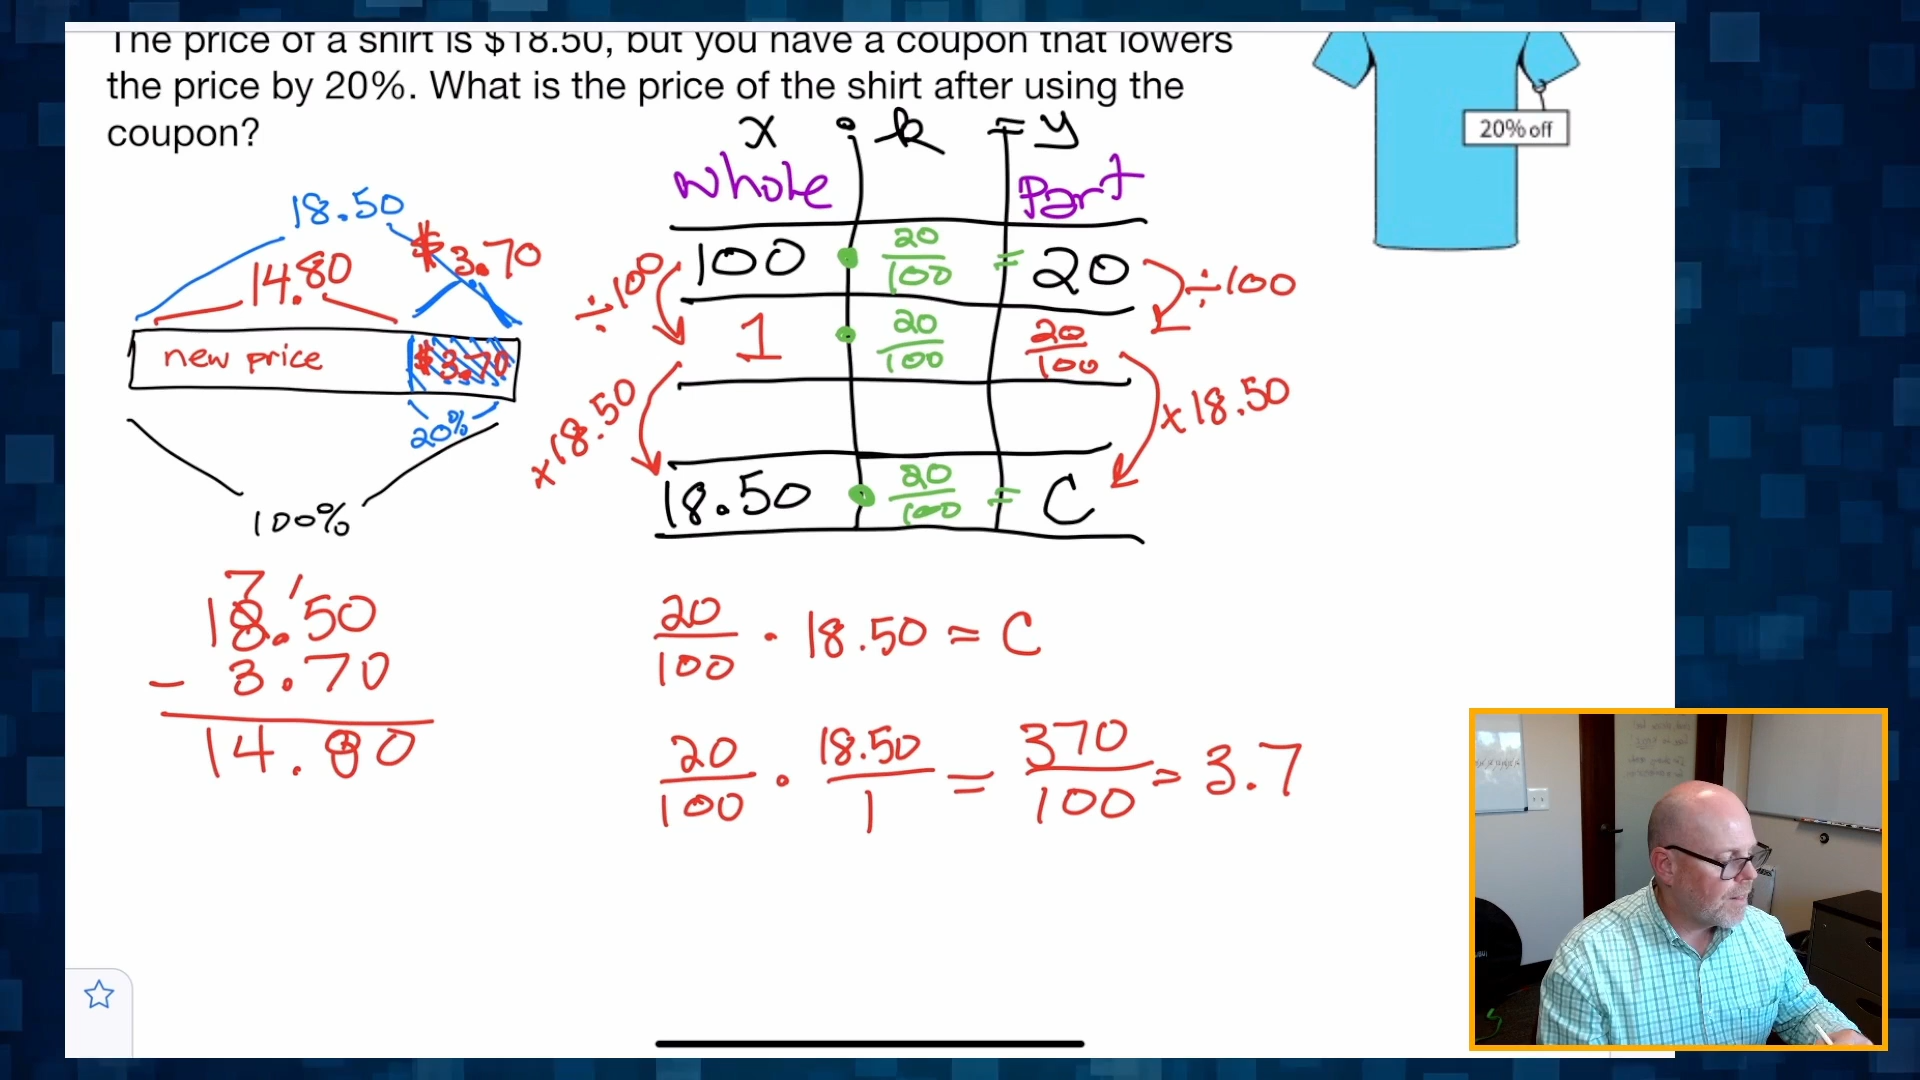 The price of a shirt is $18.50, but you have a coupon that lowers
the price by 20%. What is the price of the shirt after using the
coupon?
20% off
x • k = y
Whole Part
100 • 20/100 = 20
÷100 ÷100
1 • 20/100 20/100
×18.50 ×18.50
18.50 • 20/100 = C
18.50
14.80 $3.70
new price $3.70
20%
100%
7 1
18.50
- 3.70
14.80
20/100 · 18.50 = C
20/100 · 18.50/1 = 370/100 = 3.7